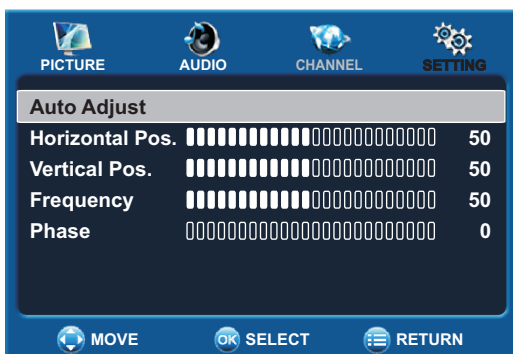 PICTURE AUDIO CHANNEL SETTING
Auto Adjust
Horizontal Pos. 50
Vertical Pos. 50
Frequency 50
Phase 0
MOVE OK SELECT RETURN